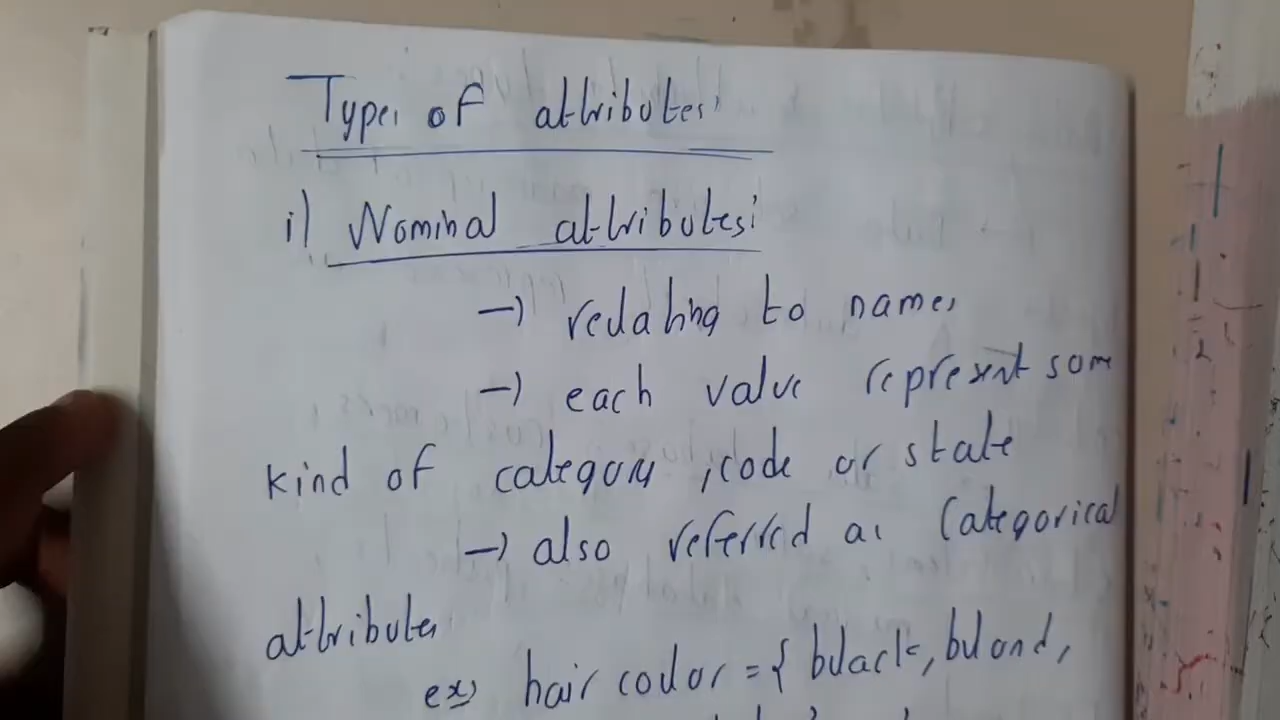 Types of attributes:
i) Nominal attributes:
→ relating to names
→ each value represent some
kind of category, code or state
→ also referred as Categorical
attributes
ex) hair color = { black, blond,